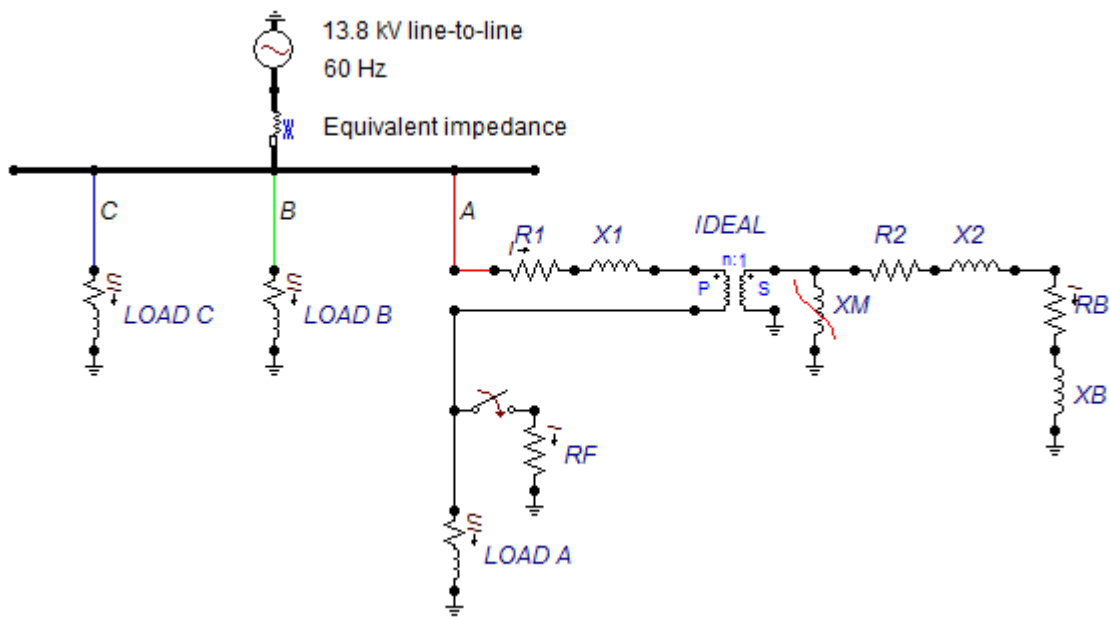 13.8 kV line-to-line
60 Hz
Equivalent impedance
C
B
A
I
R1
X1
IDEAL
n:1
P
S
R2
X2
XM
I
RB
XB
S
LOAD C
S
LOAD B
I
RF
S
LOAD A